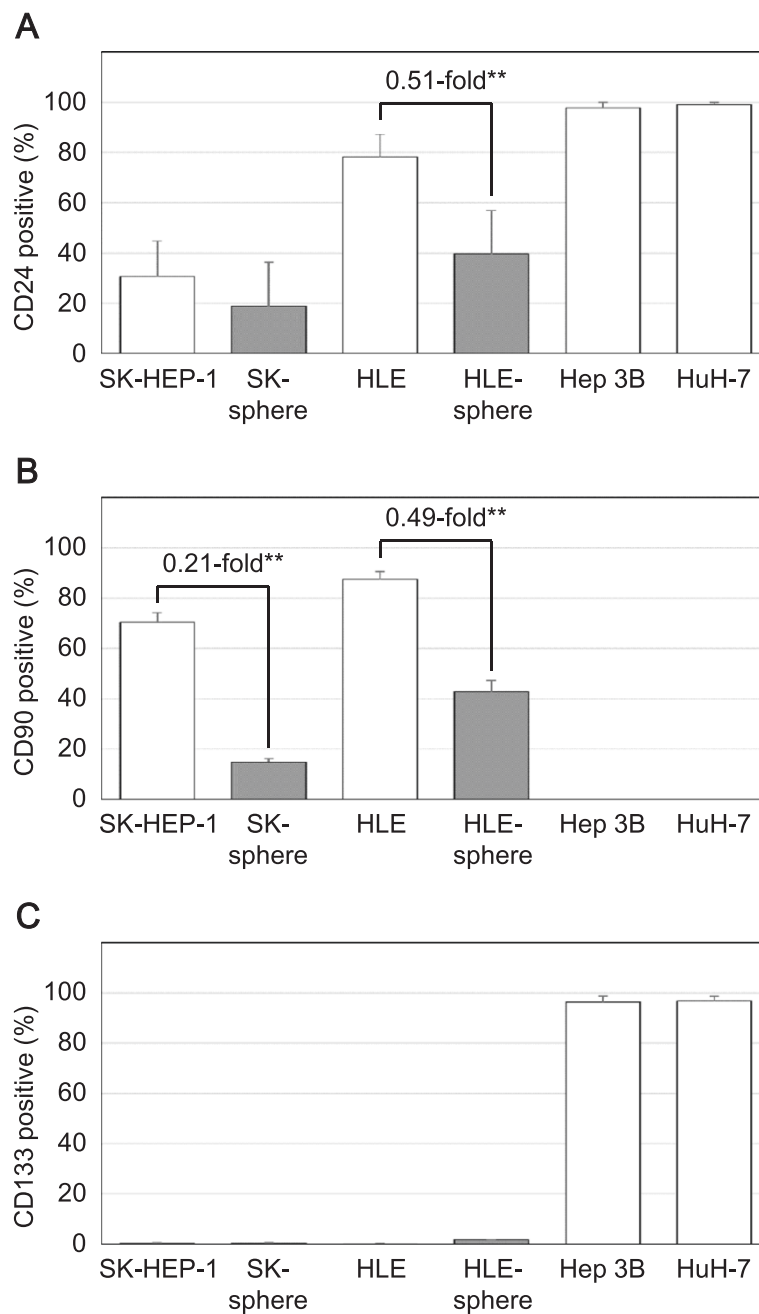 A
CD24 positive (%)
100
80
60
40
20
0
0.51-fold**
SK-HEP-1 SK- HLE HLE- Hep 3B HuH-7
sphere sphere
B
CD90 positive (%)
100
80
60
40
20
0
0.49-fold**
0.21-fold**
SK-HEP-1 SK- HLE HLE- Hep 3B HuH-7
sphere sphere
C
CD133 positive (%)
100
80
60
40
20
0
SK-HEP-1 SK- HLE HLE- Hep 3B HuH-7
sphere sphere